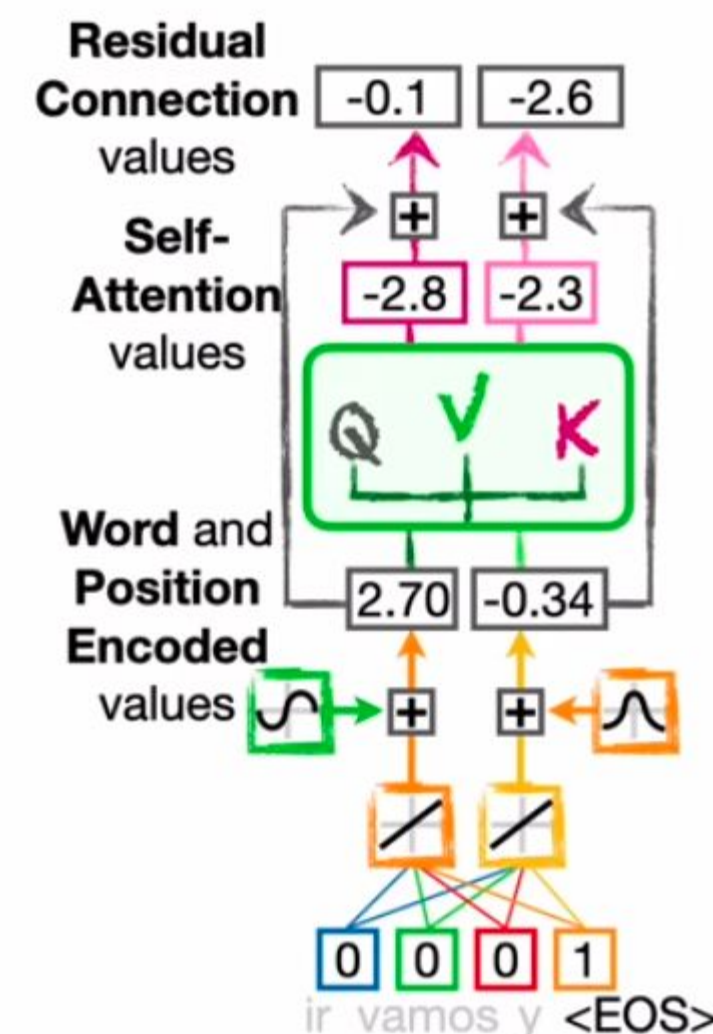 Residual
Connection
values
-0.1 -2.6
+ +
Self-
Attention
values
-2.8 -2.3
Q V K
Word and
Position
Encoded
values
2.70 -0.34
+ +
0 0 0 1
ir vamos y <EOS>